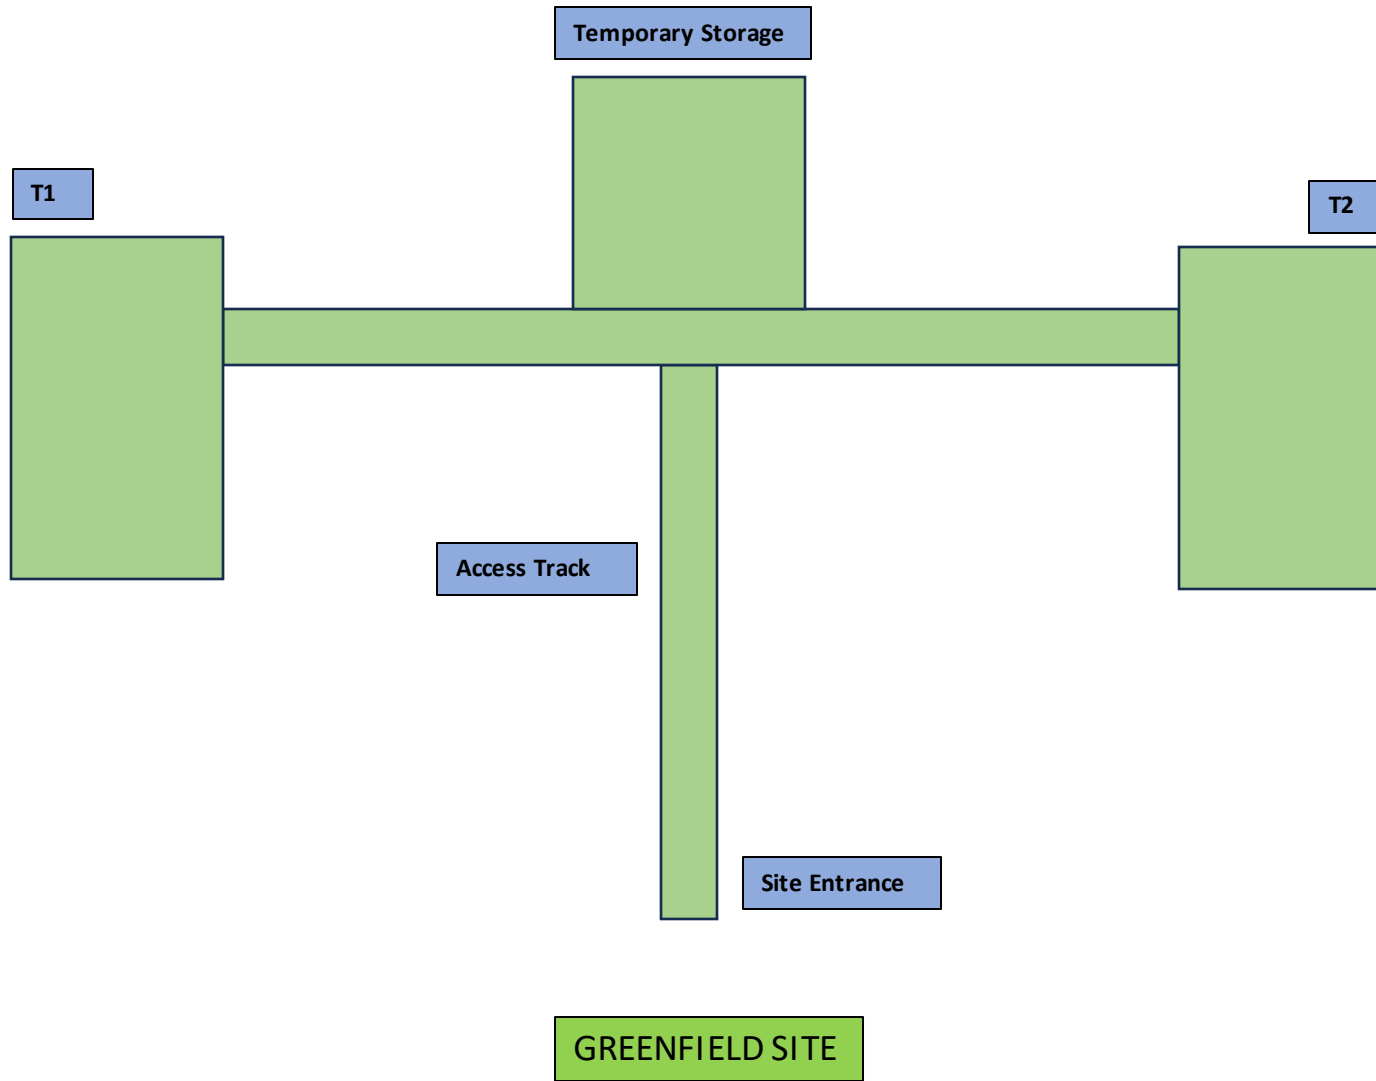 Temporary Storage
T1
T2
Access Track
Site Entrance
GREENFIELD SITE